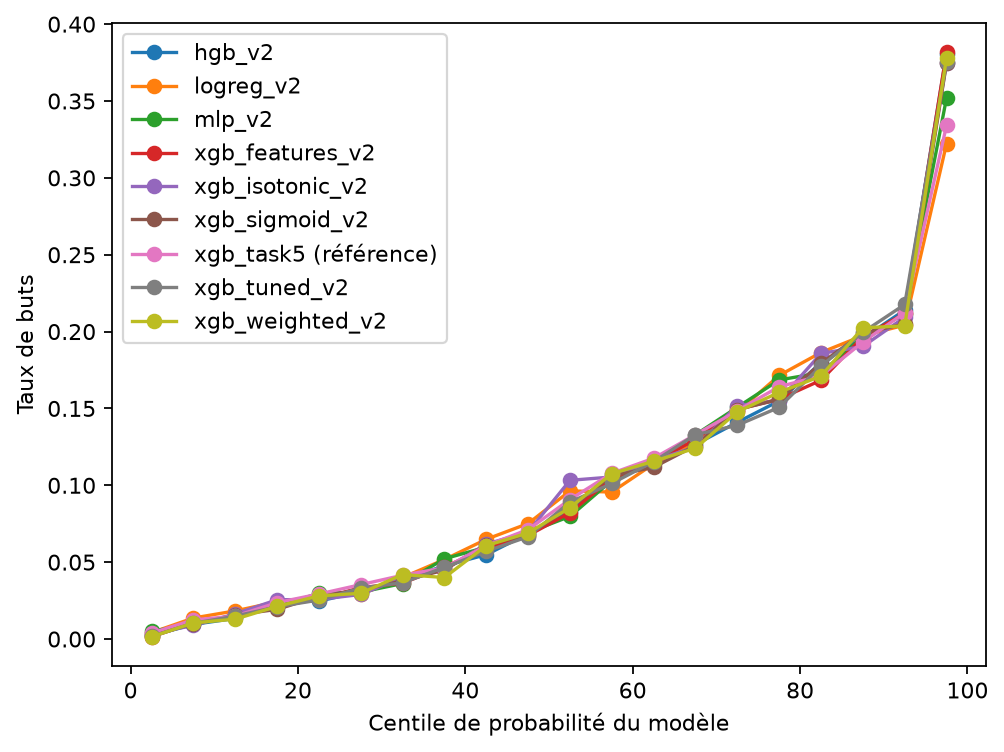 0.40
0.35
0.30
0.25
0.20
0.15
0.10
0.05
0.00
Taux de buts
hgb_v2
logreg_v2
mlp_v2
xgb_features_v2
xgb_isotonic_v2
xgb_sigmoid_v2
xgb_task5 (référence)
xgb_tuned_v2
xgb_weighted_v2
0 20 40 60 80 100
Centile de probabilité du modèle